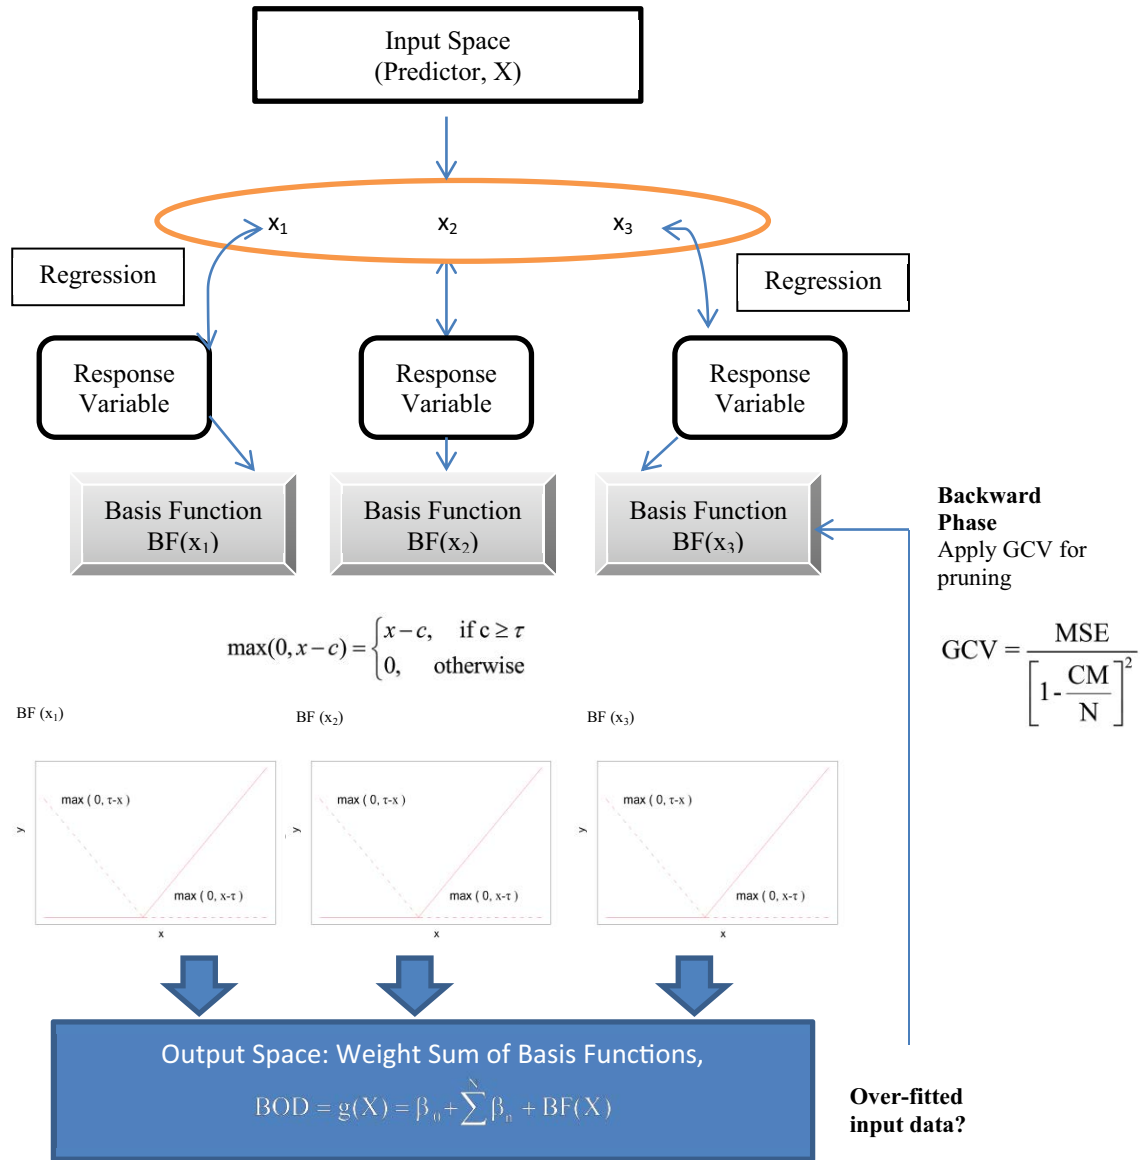 Input Space
(Predictor, X)
x₁ x₂ x₃
Regression
Regression
Response
Variable
Response
Variable
Response
Variable
Basis Function
BF(x₁)
Basis Function
BF(x₂)
Basis Function
BF(x₃)
Backward
Phase
Apply GCV for
pruning
GCV = MSE / [1 - CM / N]²
max(0, x − c) = { x − c, if c ≥ τ
0, otherwise
BF (x₁)
BF (x₂)
BF (x₃)
max ( 0, τ-x )
max ( 0, x-τ )
y
x
max ( 0, τ-x )
max ( 0, x-τ )
y
x
max ( 0, τ-x )
max ( 0, x-τ )
y
x
Output Space: Weight Sum of Basis Functions,
BOD = g(X) = β₀ + ∑ᴺ βₙ + BF(X)
Over-fitted
input data?